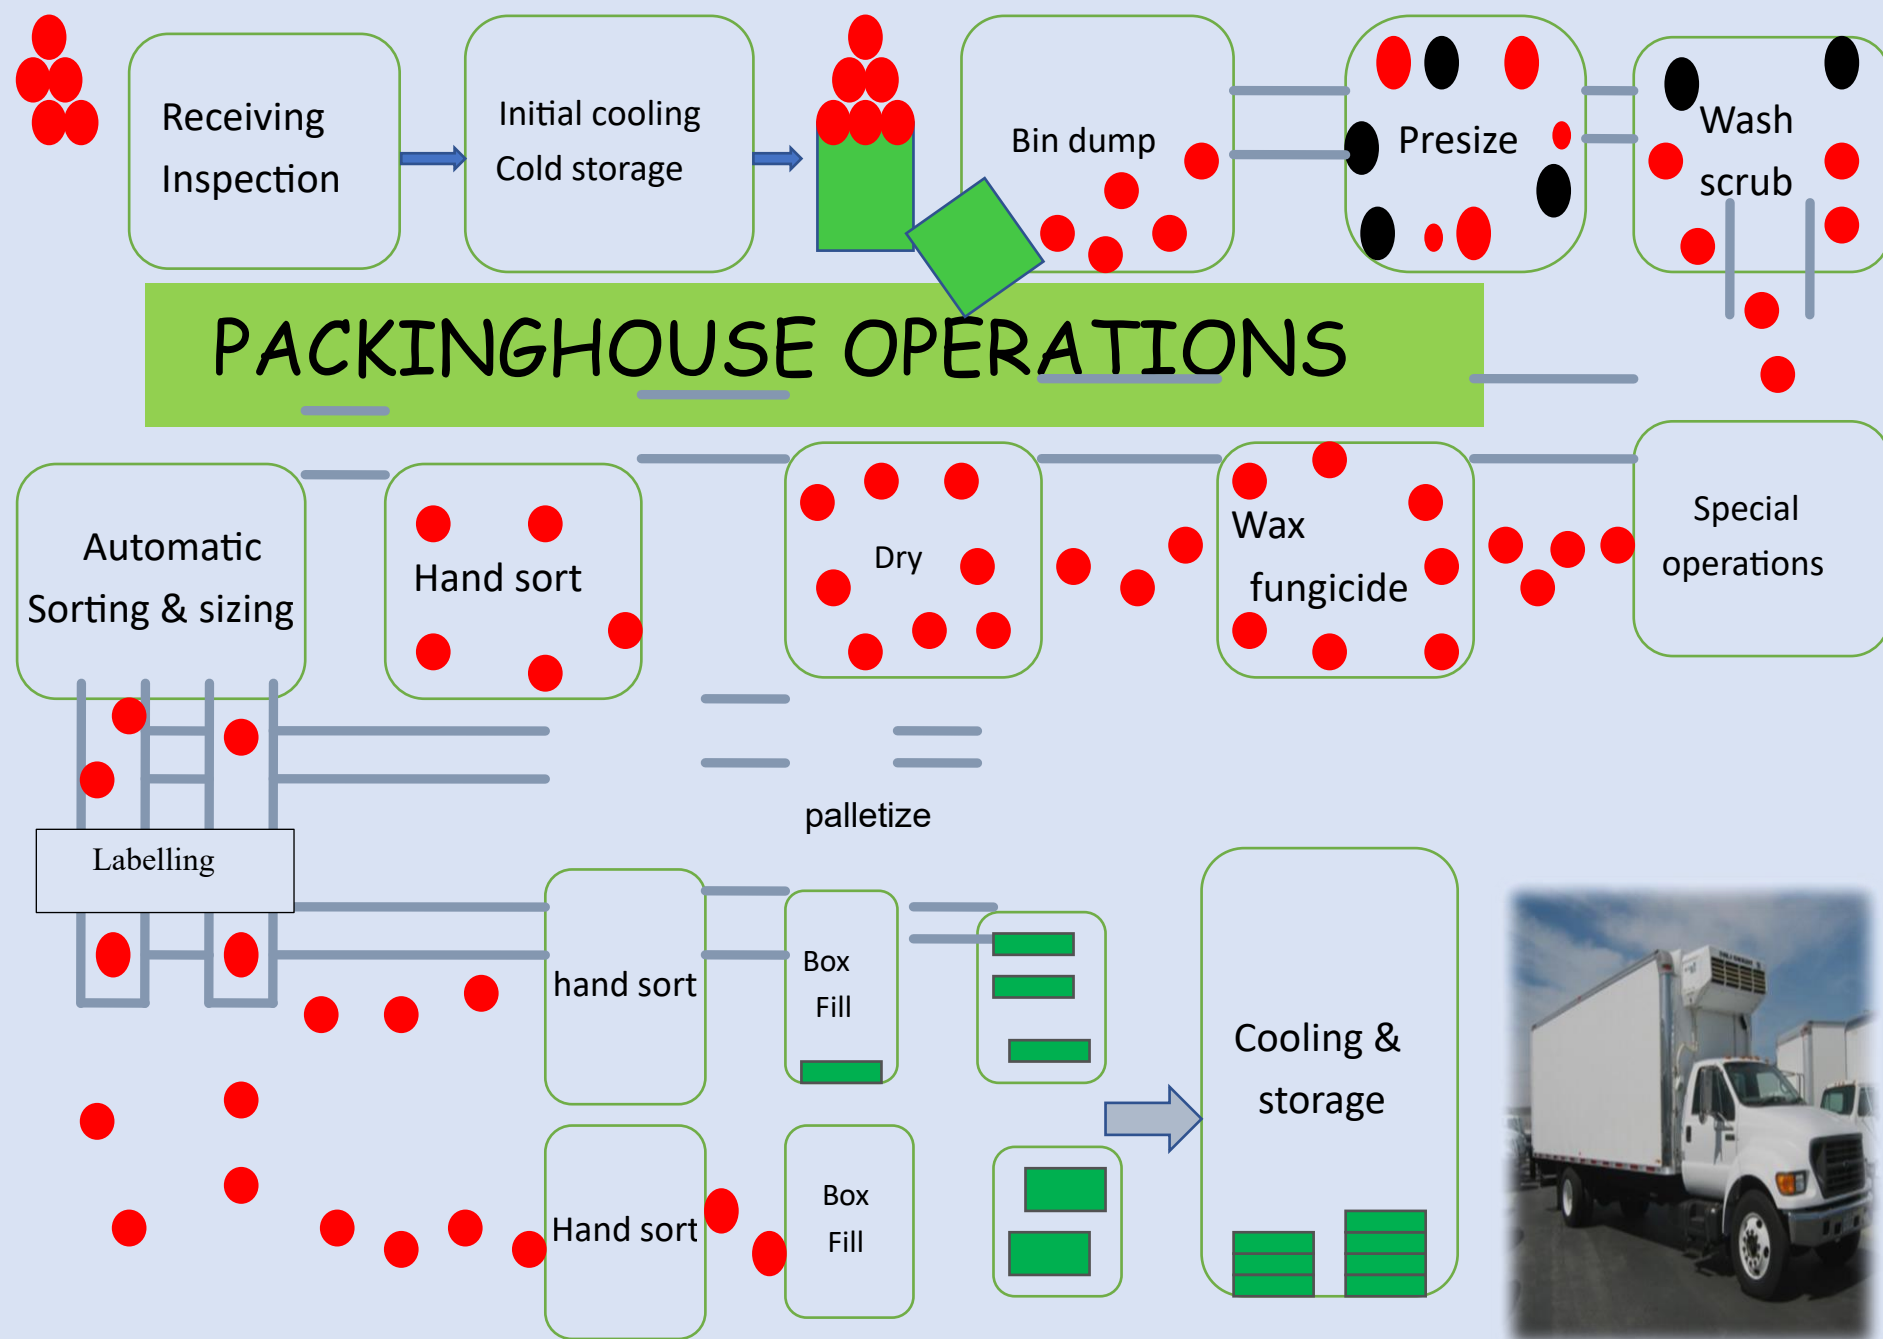 Receiving
Inspection
Initial cooling
Cold storage
Bin dump
Presize
Wash
scrub
PACKINGHOUSE OPERATIONS
Special
operations
Wax
fungicide
Dry
Hand sort
Automatic
Sorting & sizing
Labelling
palletize
hand sort
Box
Fill
Cooling &
storage
Hand sort
Box
Fill